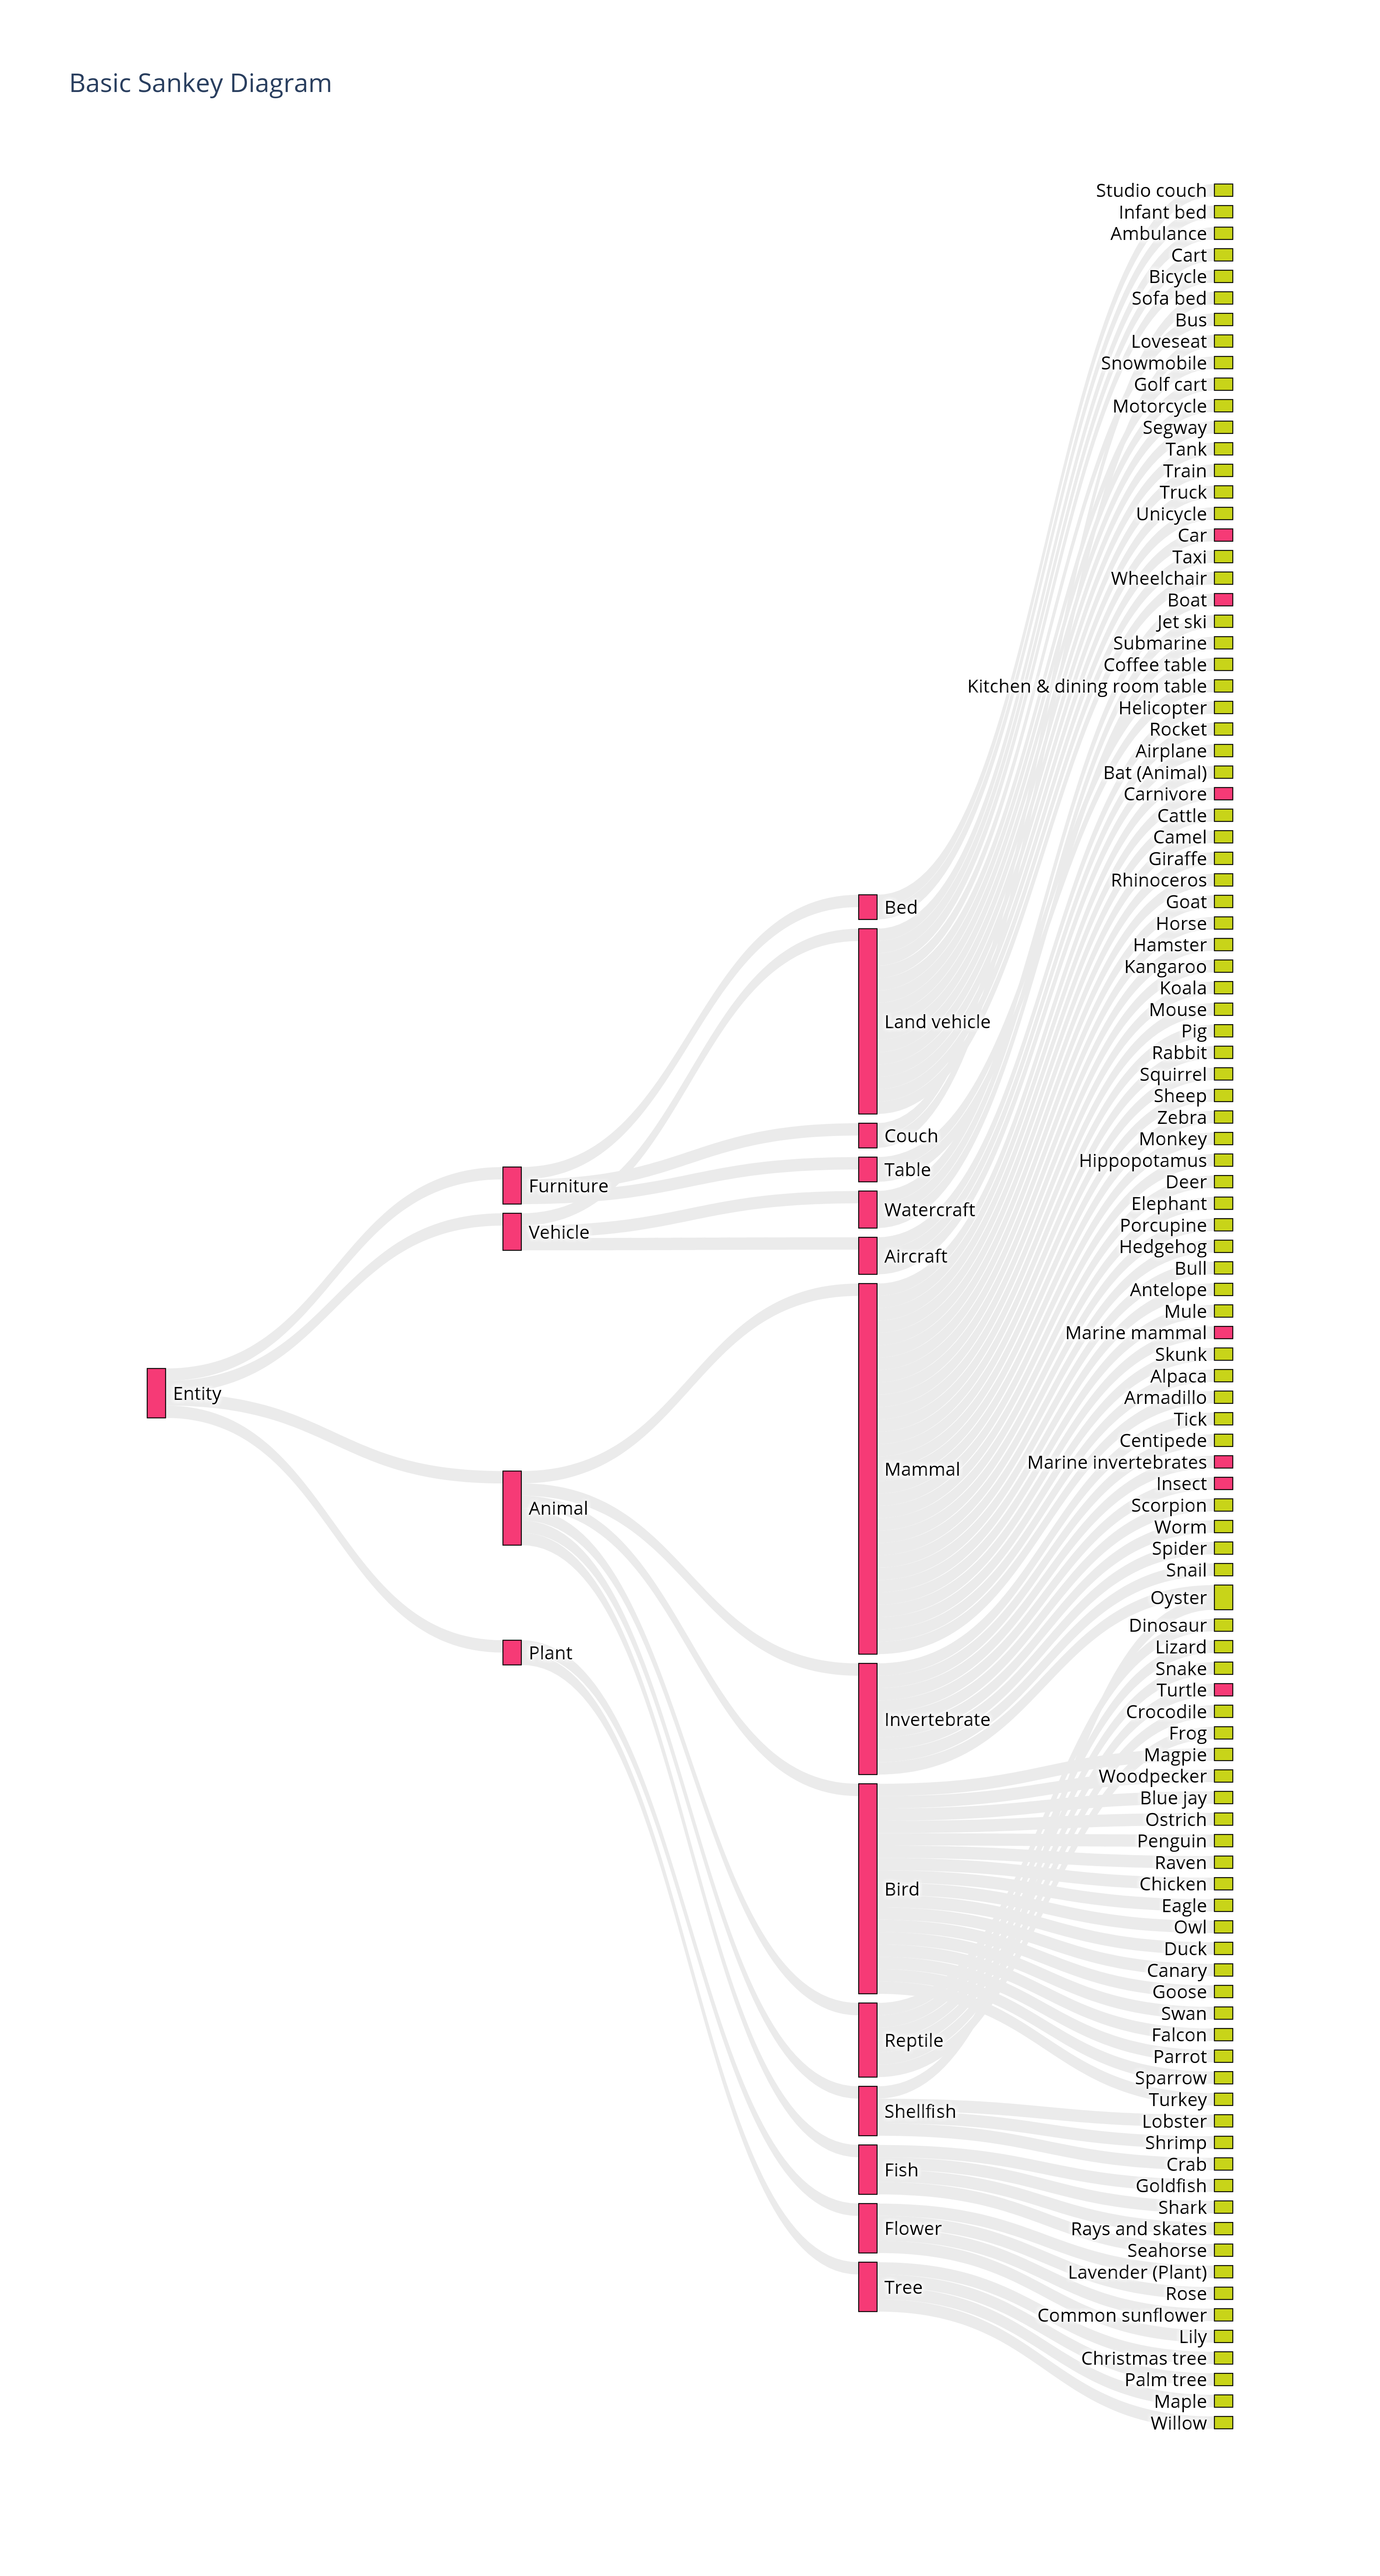 Basic Sankey Diagram
Studio couch
Infant bed
Ambulance
Cart
Bicycle
Sofa bed
Bus
Loveseat
Snowmobile
Golf cart
Motorcycle
Segway
Tank
Train
Truck
Unicycle
Car
Taxi
Wheelchair
Boat
Jet ski
Submarine
Coffee table
Kitchen & dining room table
Helicopter
Rocket
Airplane
Bat (Animal)
Carnivore
Cattle
Camel
Giraffe
Rhinoceros
Goat
Horse
Hamster
Kangaroo
Koala
Mouse
Pig
Rabbit
Squirrel
Sheep
Zebra
Monkey
Hippopotamus
Deer
Elephant
Porcupine
Hedgehog
Bull
Antelope
Mule
Marine mammal
Skunk
Alpaca
Armadillo
Tick
Centipede
Marine invertebrates
Insect
Scorpion
Worm
Spider
Snail
Oyster
Dinosaur
Lizard
Snake
Turtle
Crocodile
Frog
Magpie
Woodpecker
Blue jay
Ostrich
Penguin
Raven
Chicken
Eagle
Owl
Duck
Canary
Goose
Swan
Falcon
Parrot
Sparrow
Turkey
Lobster
Shrimp
Crab
Goldfish
Shark
Rays and skates
Seahorse
Lavender (Plant)
Rose
Common sunflower
Lily
Christmas tree
Palm tree
Maple
Willow
Bed
Land vehicle
Couch
Table
Watercraft
Aircraft
Mammal
Invertebrate
Bird
Reptile
Shellfish
Fish
Flower
Tree
Furniture
Vehicle
Animal
Plant
Entity